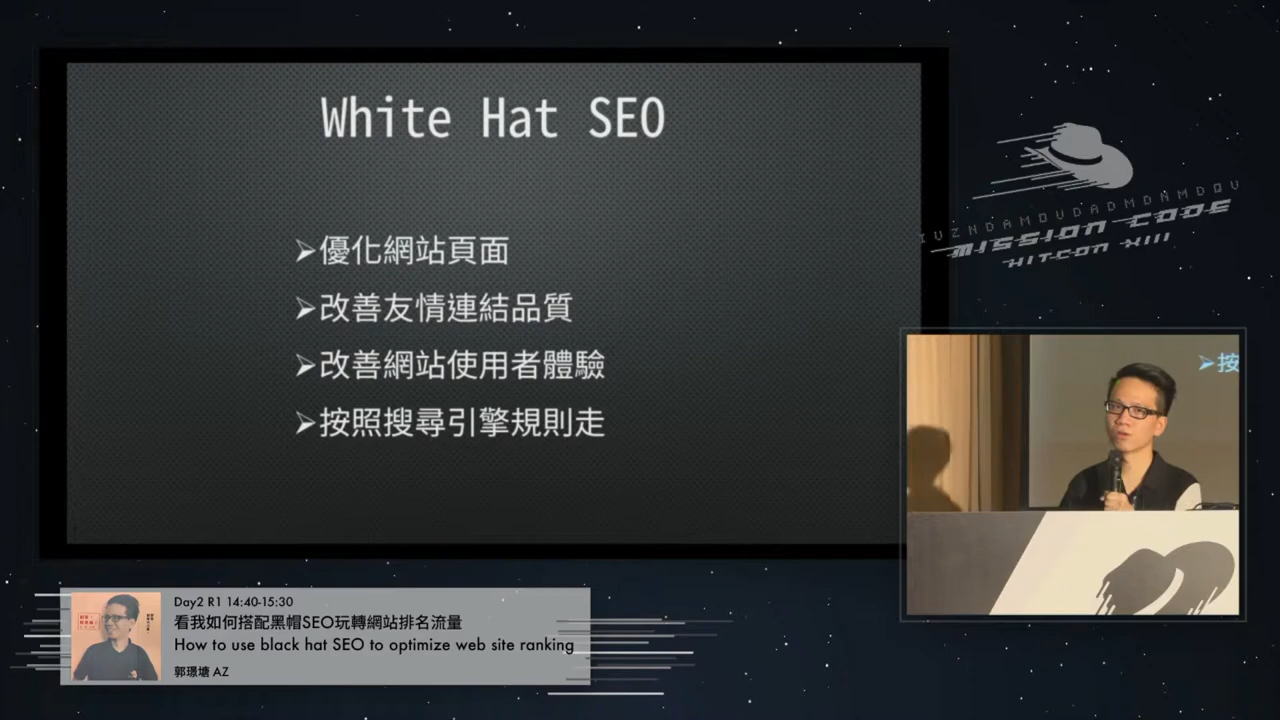 White Hat SEO
➢優化網站頁面
➢改善友情連結品質
➢改善網站使用者體驗
➢按照搜尋引擎規則走
MISSION CODE
HITCON XIII
➢按
Day2 R1 14:40-15:30
看我如何搭配黑帽SEO玩轉網站排名流量
How to use black hat SEO to optimize web site ranking
郭璟塘 AZ